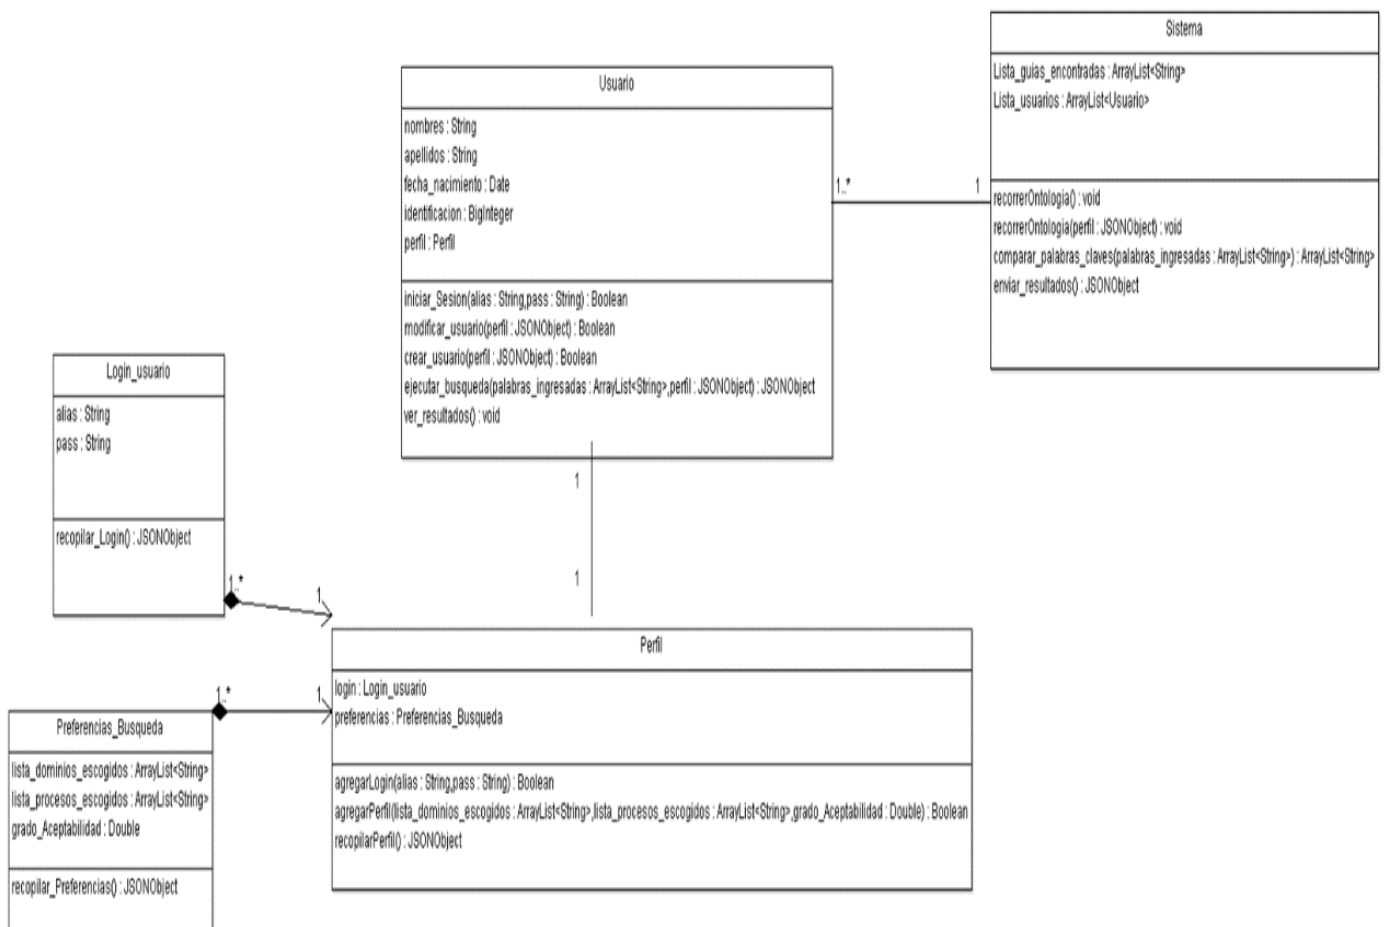 Sistema
Lista_guias_encontradas : ArrayList<String>
Lista_usuarios : ArrayList<Usuario>
recorrerOntologia() : void
recorrerOntologia(perfil : JSONObject) : void
comparar_palabras_claves(palabras_ingresadas : ArrayList<String>) : ArrayList<String>
enviar_resultados() : JSONObject
Usuario
nombres : String
apellidos : String
fecha_nacimiento : Date
identificacion : BigInteger
perfil : Perfil
iniciar_Sesion(alias : String,pass : String) : Boolean
modificar_usuario(perfil : JSONObject) : Boolean
crear_usuario(perfil : JSONObject) : Boolean
ejecutar_busqueda(palabras_ingresadas : ArrayList<String>,perfil : JSONObject) : JSONObject
ver_resultados() : void
1..*
1
1
1
Login_usuario
alias : String
pass : String
recopilar_Login() : JSONObject
1..*
1
Perfil
login : Login_usuario
preferencias : Preferencias_Busqueda
agregarLogin(alias : String,pass : String) : Boolean
agregarPerfil(lista_dominios_escogidos : ArrayList<String>,lista_procesos_escogidos : ArrayList<String>,grado_Aceptabilidad : Double) : Boolean
recopilarPerfil() : JSONObject
1..*
1
Preferencias_Busqueda
lista_dominios_escogidos : ArrayList<String>
lista_procesos_escogidos : ArrayList<String>
grado_Aceptabilidad : Double
recopilar_Preferencias() : JSONObject